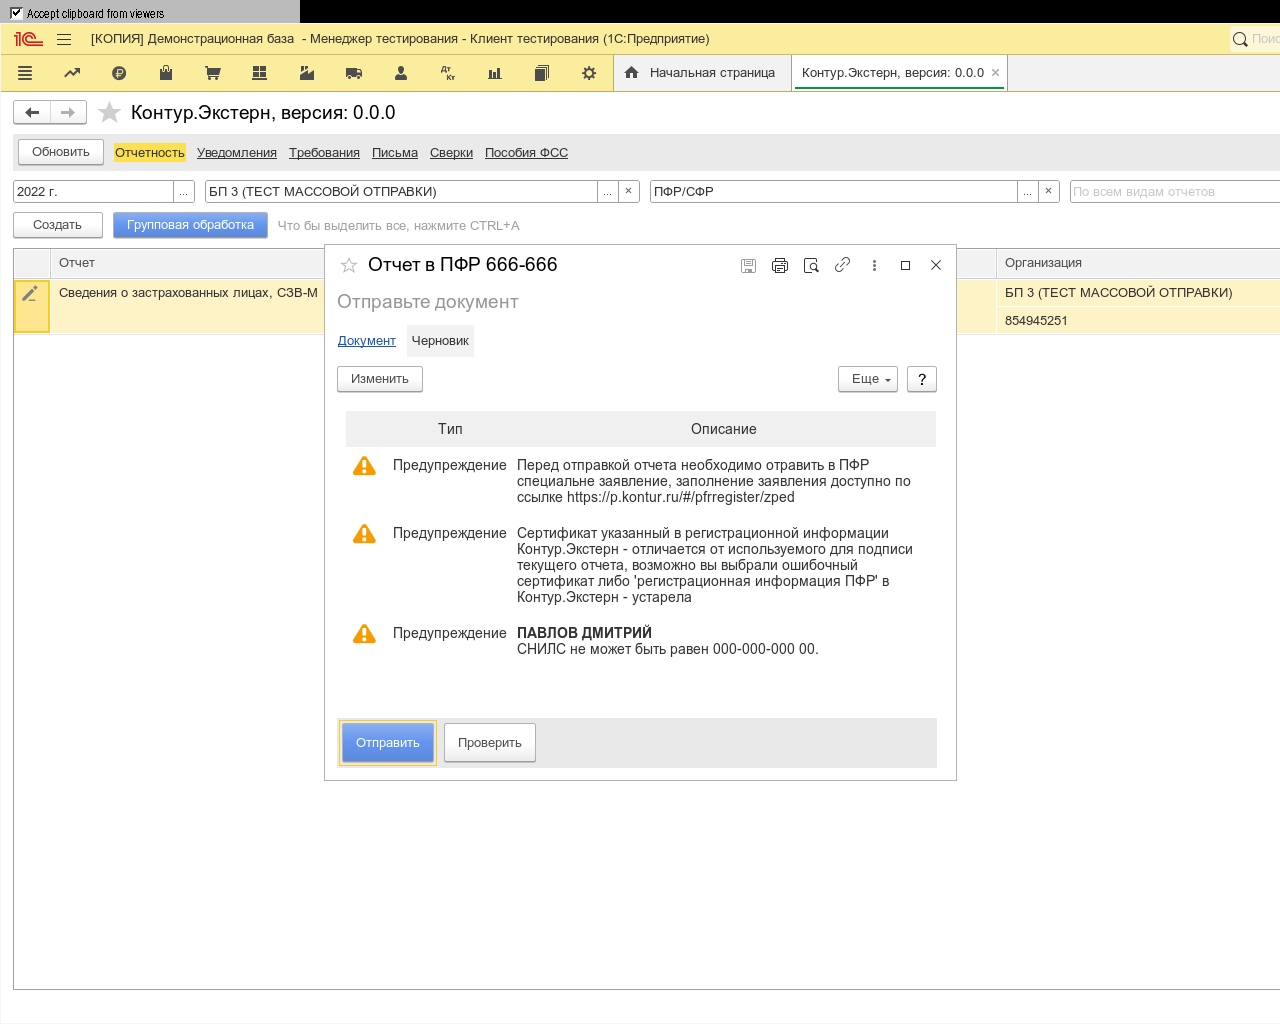 Accept clipboard from viewers
[КОПИЯ] Демонстрационная база - Менеджер тестирования - Клиент тестирования (1С:Предприятие)
Начальная страница
Контур.Экстерн, версия: 0.0.0
Контур.Экстерн, версия: 0.0.0
Обновить Отчетность Уведомления Требования Письма Сверки Пособия ФСС
2022 г. ... БП 3 (ТЕСТ МАССОВОЙ ОТПРАВКИ) ... × ПФР/СФР ... × По всем видам отчетов
Создать Групповая обработка Что бы выделить все, нажмите CTRL+A
Отчет Организация
Сведения о застрахованных лицах, СЗВ-М БП 3 (ТЕСТ МАССОВОЙ ОТПРАВКИ)
854945251
Отчет в ПФР 666-666
Отправьте документ
Документ Черновик
Изменить Еще ?
Тип Описание
Предупреждение Перед отправкой отчета необходимо отравить в ПФР
специальне заявление, заполнение заявления доступно по
ссылке https://p.kontur.ru/#/pfrregister/zped
Предупреждение Сертификат указанный в регистрационной информации
Контур.Экстерн - отличается от используемого для подписи
текущего отчета, возможно вы выбрали ошибочный
сертификат либо 'регистрационная информация ПФР' в
Контур.Экстерн - устарела
Предупреждение ПАВЛОВ ДМИТРИЙ
СНИЛС не может быть равен 000-000-000 00.
Отправить Проверить